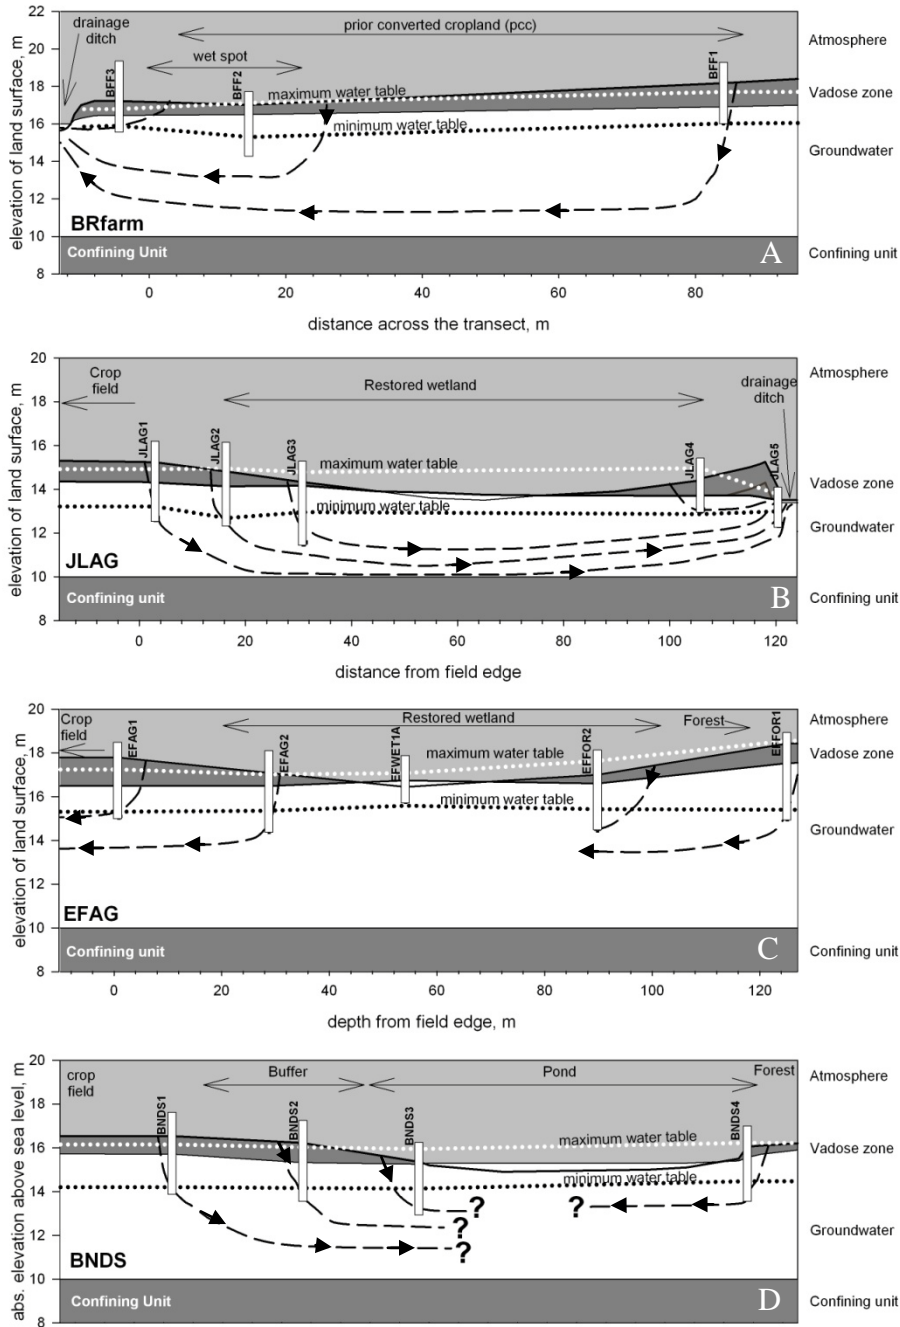 22
20
18
16
14
12
10
8
elevation of land surface, m
drainage
ditch
prior converted cropland (pcc)
wet spot
BFF3
BFF2
BFF1
maximum water table
minimum water table
BRfarm
Confining Unit
A
Atmosphere
Vadose zone
Groundwater
Confining unit
0 20 40 60 80
distance across the transect, m
20
18
16
14
12
10
8
elevation of land surface, m
Crop
field
Restored wetland
drainage
ditch
JLAG1
JLAG2
JLAG3
JLAG4
JLAG5
maximum water table
minimum water table
JLAG
Confining unit
B
Atmosphere
Vadose zone
Groundwater
Confining unit
0 20 40 60 80 100 120
distance from field edge
20
18
16
14
12
10
8
elevation of land surface, m
Crop
field
Restored wetland
Forest
EFAG1
EFAG2
EFWET1A
EFFOR2
EFFOR1
maximum water table
minimum water table
EFAG
Confining unit
C
Atmosphere
Vadose zone
Groundwater
Confining unit
0 20 40 60 80 100 120
depth from field edge, m
20
18
16
14
12
10
8
abs. elevation above sea level, m
crop
field
Buffer
Pond
Forest
BNDS1
BNDS2
BNDS3
BNDS4
maximum water table
minimum water table
? ?
?
?
BNDS
Confining Unit
D
Atmosphere
Vadose zone
Groundwater
Confining unit